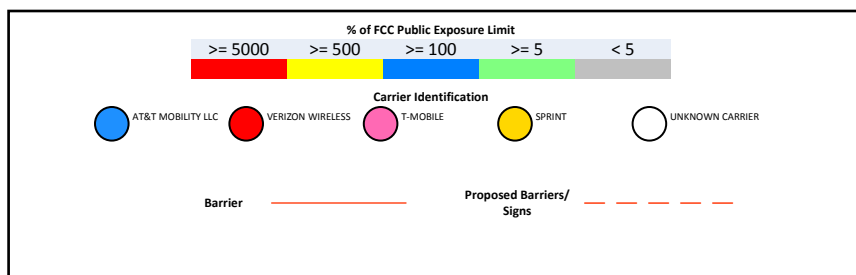 % of FCC Public Exposure Limit
>= 5000 >= 500 >= 100 >= 5 < 5
Carrier Identification
AT&T MOBILITY LLC VERIZON WIRELESS T-MOBILE SPRINT UNKNOWN CARRIER
Barrier Proposed Barriers/
Signs